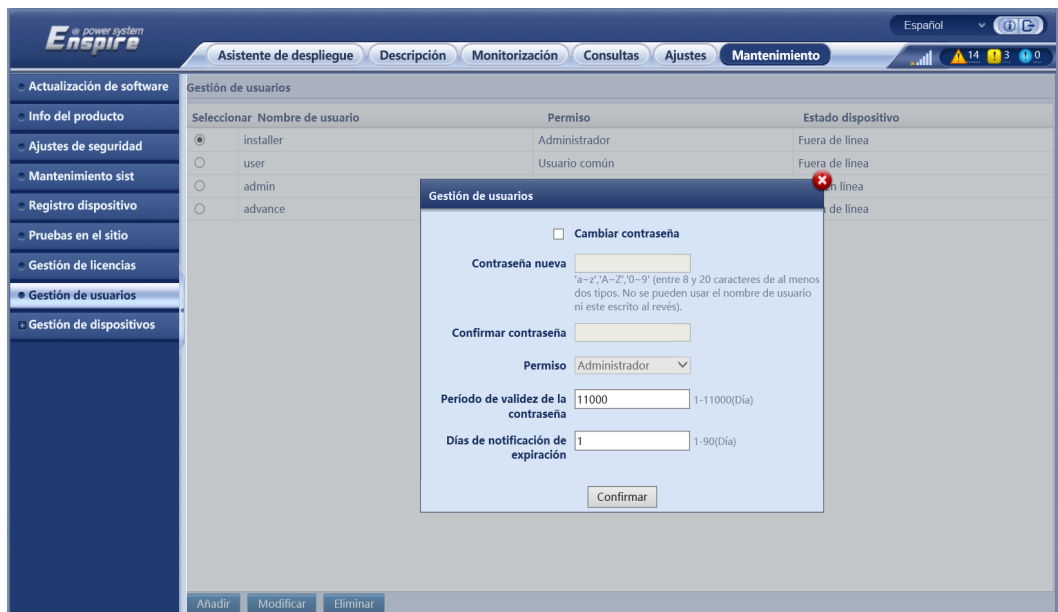 @ power system
Enspire
Español
Asistente de despliegue
Descripción
Monitorización
Consultas
Ajustes
Mantenimiento
14
3
0
Actualización de software
Info del producto
Ajustes de seguridad
Mantenimiento sist
Registro dispositivo
Pruebas en el sitio
Gestión de licencias
Gestión de usuarios
Gestión de dispositivos
Gestión de usuarios
Seleccionar Nombre de usuario Permiso Estado dispositivo
installer Administrador Fuera de línea
user Usuario común Fuera de línea
admin línea
advance de línea
Gestión de usuarios
Cambiar contraseña
Contraseña nueva
'a~z','A~Z','0~9' (entre 8 y 20 caracteres de al menos
dos tipos. No se pueden usar el nombre de usuario
ni este escrito al revés).
Confirmar contraseña
Permiso Administrador
Período de validez de la 11000 1-11000(Día)
contraseña
Días de notificación de 1 1-90(Día)
expiración
Confirmar
Añadir Modificar Eliminar